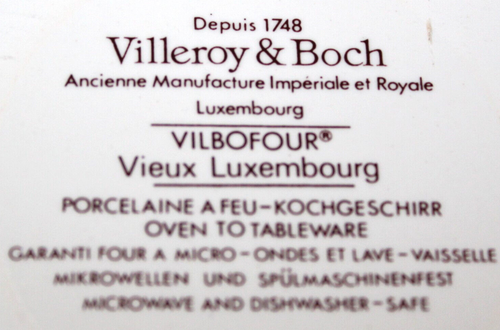 Depuis 1748
Villeroy & Boch
Ancienne Manufacture Impériale et Royale
Luxembourg
VILBOFOUR®
Vieux Luxembourg
PORCELAINE A FEU-KOCHGESCHIRR
OVEN TO TABLEWARE
GARANTI FOUR A MICRO-ONDES ET LAVE-VAISSELLE
MIKROWELLEN UND SPÜLMASCHINENFEST
MICROWAVE AND DISHWASHER-SAFE